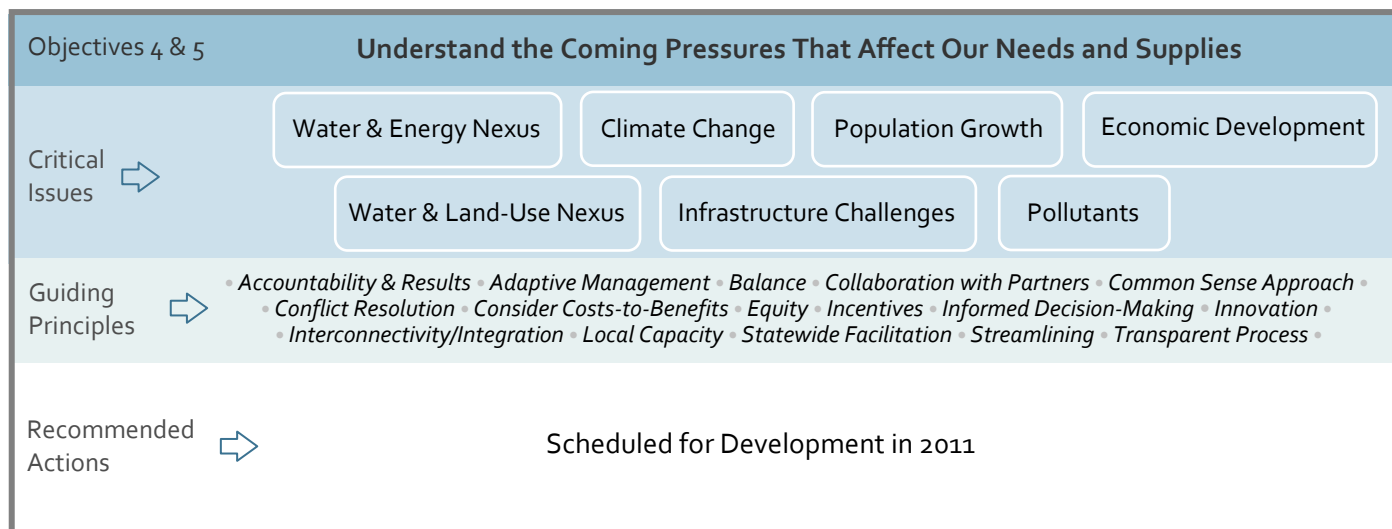 Objectives 4 & 5
Understand the Coming Pressures That Affect Our Needs and Supplies
Critical
Issues
Water & Energy Nexus
Climate Change
Population Growth
Economic Development
Water & Land-Use Nexus
Infrastructure Challenges
Pollutants
Guiding
Principles
• Accountability & Results • Adaptive Management • Balance • Collaboration with Partners • Common Sense Approach •
• Conflict Resolution • Consider Costs-to-Benefits • Equity • Incentives • Informed Decision-Making • Innovation •
• Interconnectivity/Integration • Local Capacity • Statewide Facilitation • Streamlining • Transparent Process •
Recommended
Actions
Scheduled for Development in 2011